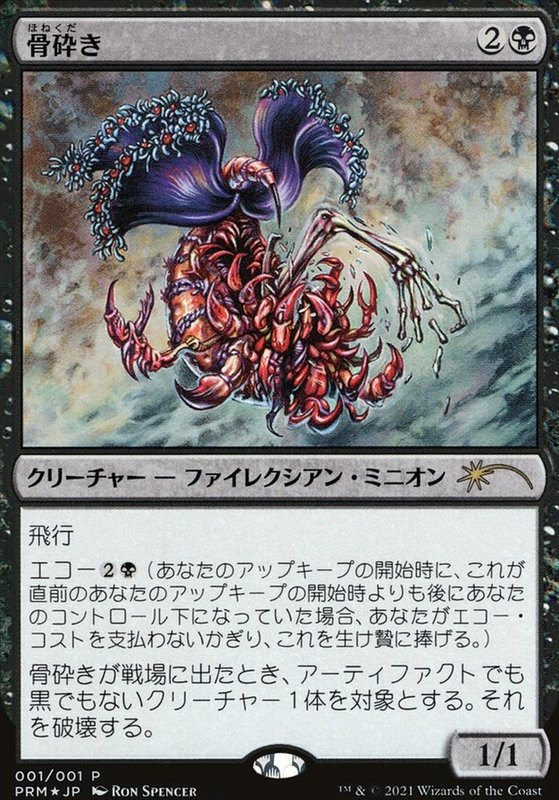 ほねくだ
骨砕き 2
クリーチャー — ファイレクシアン・ミニオン
飛行
エコー2（あなたのアップキープの開始時に、これが
直前のあなたのアップキープの開始時よりも後にあなた
のコントロール下になっていた場合、あなたがエコー・
コストを支払わないかぎり、これを生け贄に捧げる。）
骨砕きが戦場に出たとき、アーティファクトでも
黒でもないクリーチャー１体を対象とする。それ
を破壊する。
1/1
001/001 P
PRM★JP Ron Spencer
™ & © 2021 Wizards of the Coast